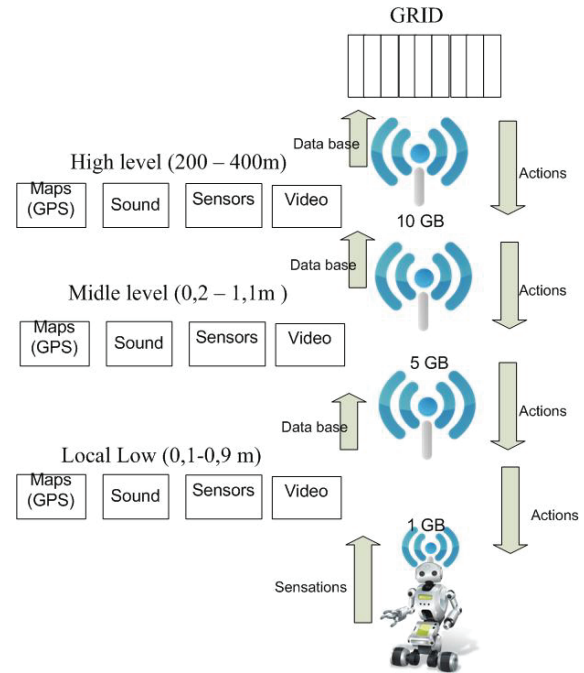 GRID
Data base
Actions
High level (200 – 400m)
Maps
(GPS)
Sound
Sensors
Video
10 GB
Data base
Actions
Midle level (0,2 – 1,1m )
Maps
(GPS)
Sound
Sensors
Video
5 GB
Data base
Actions
Local Low (0,1-0,9 m)
Maps
(GPS)
Sound
Sensors
Video
1 GB
Actions
Sensations